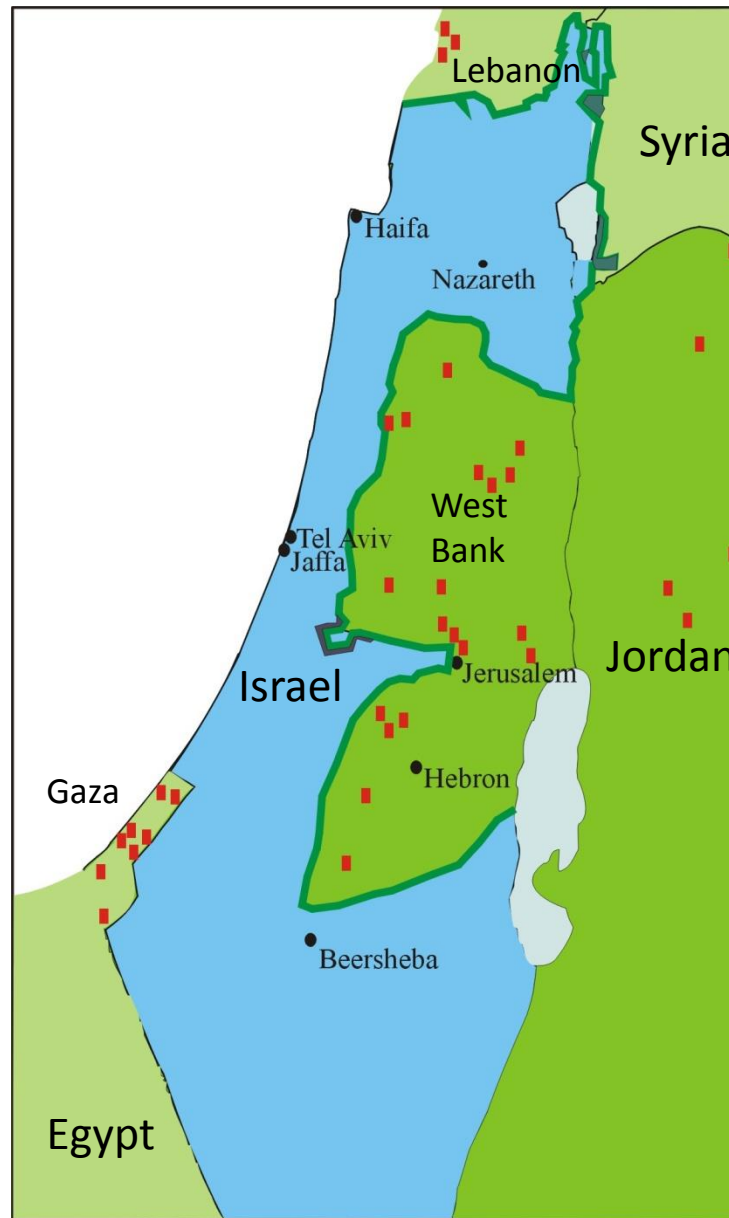 Lebanon
Syria
Haifa
Nazareth
West
Bank
Tel Aviv
Jaffa
Jordan
Jerusalem
Israel
Hebron
Gaza
Beersheba
Egypt